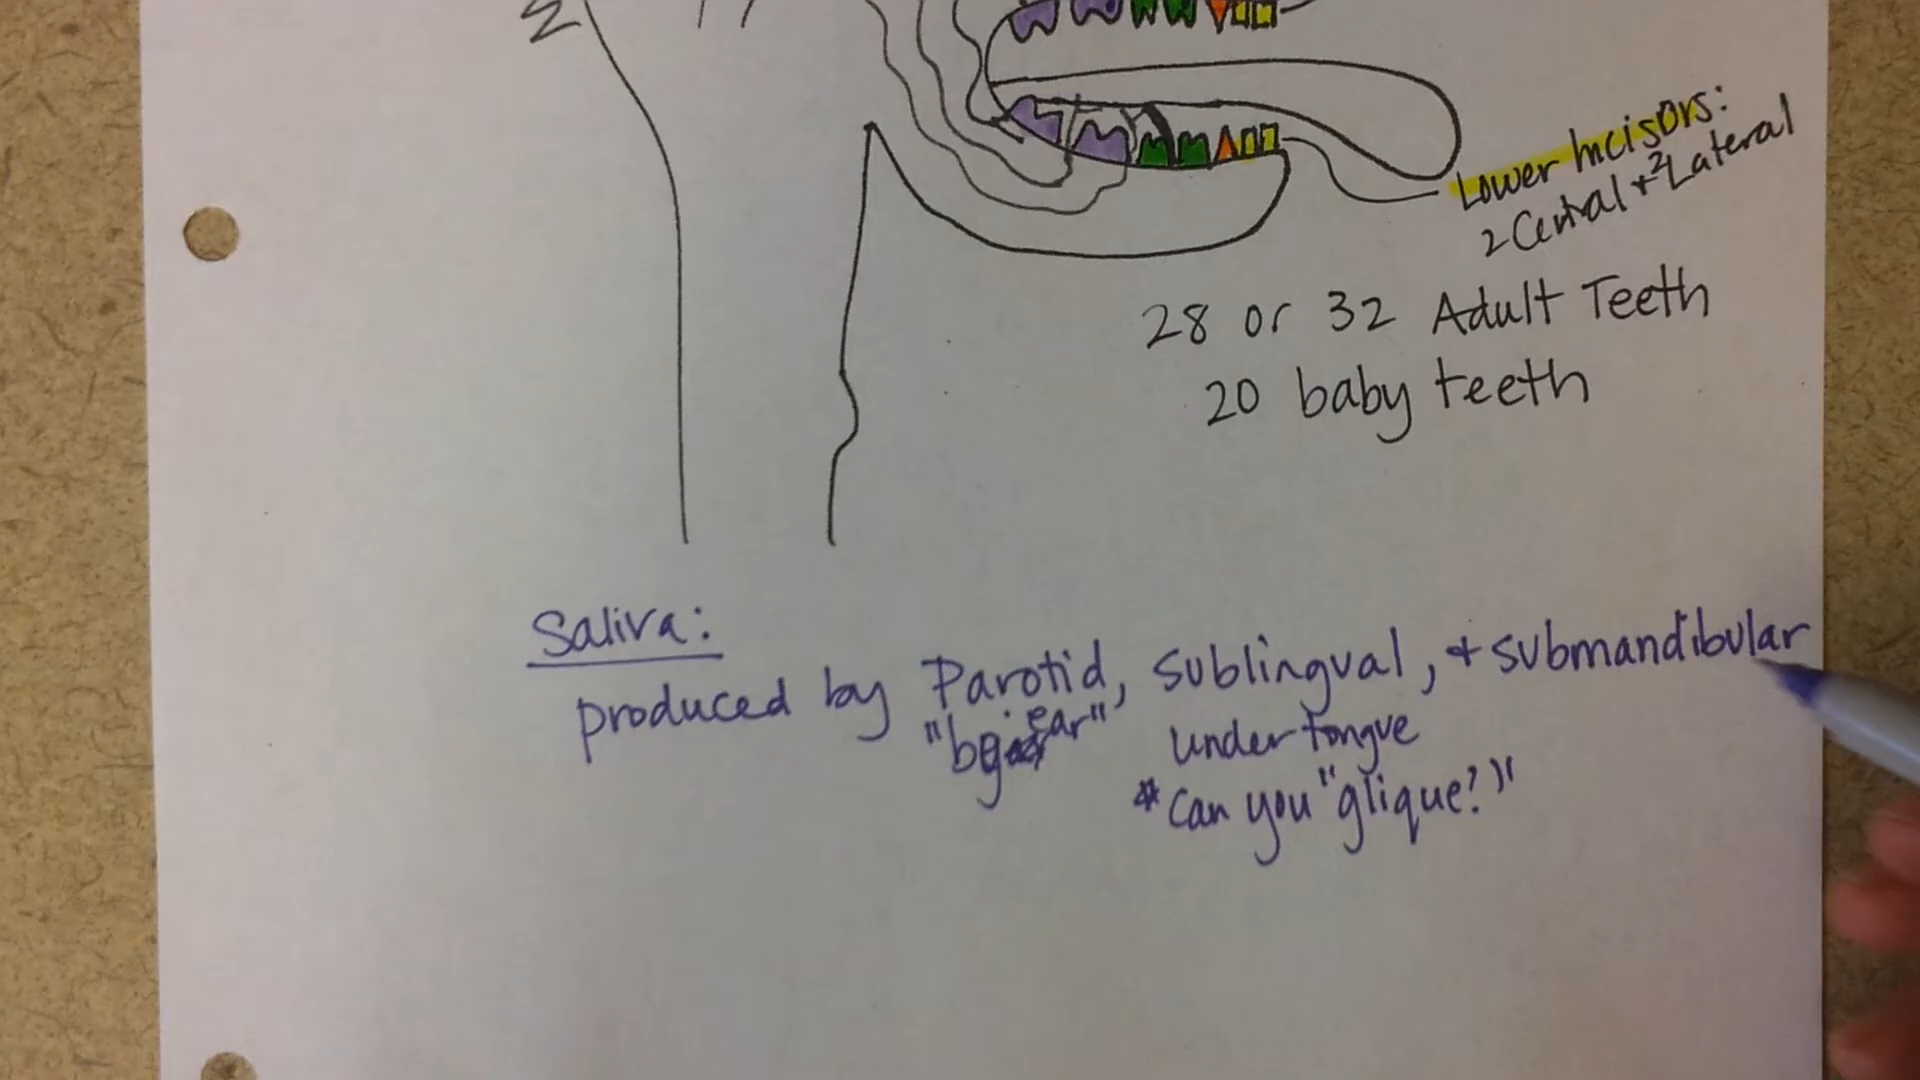 Lower Incisors:
2 Central + 2 Lateral
28 or 32 Adult Teeth
20 baby teeth
Saliva:
produced by Parotid, sublingual, + submandibular
"by ear"
under tongue
*Can you "glique?"